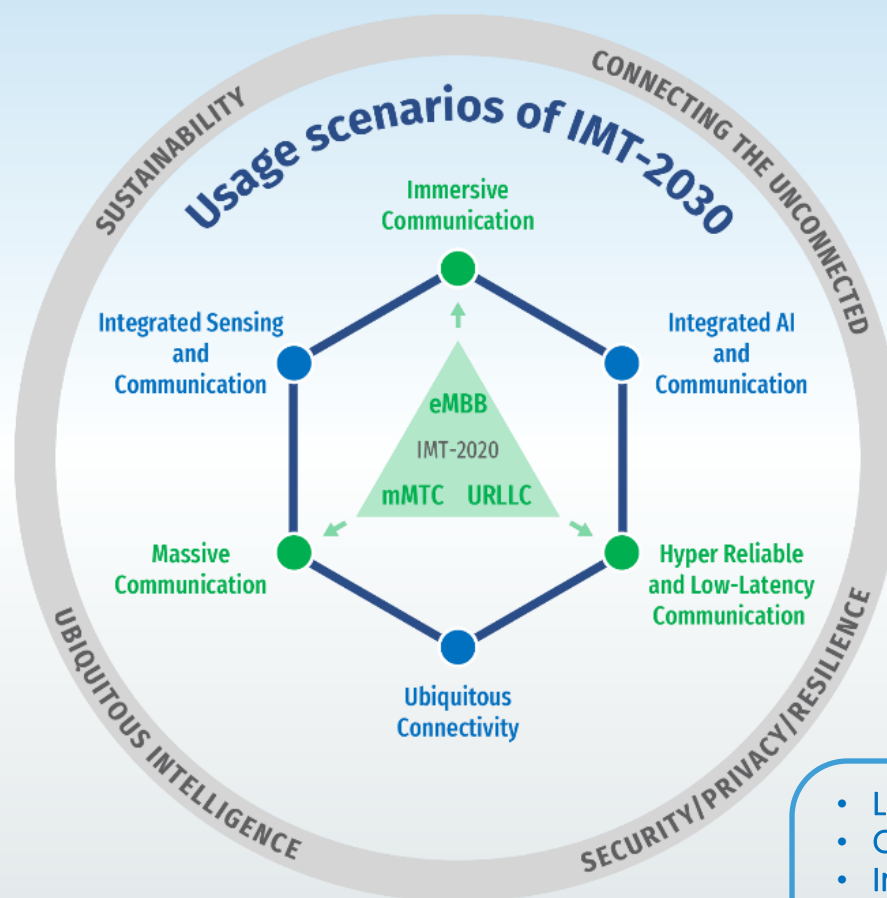 SUSTAINABILITY
CONNECTING THE UNCONNECTED
Usage scenarios of IMT-2030
Immersive
Communication
Integrated Sensing
and
Communication
Integrated AI
and
Communication
eMBB
IMT-2020
mMTC URLLC
Massive
Communication
Hyper Reliable
and Low-Latency
Communication
Ubiquitous
Connectivity
UBIQUITOUS INTELLIGENCE
SECURITY/PRIVACY/RESILIENCE